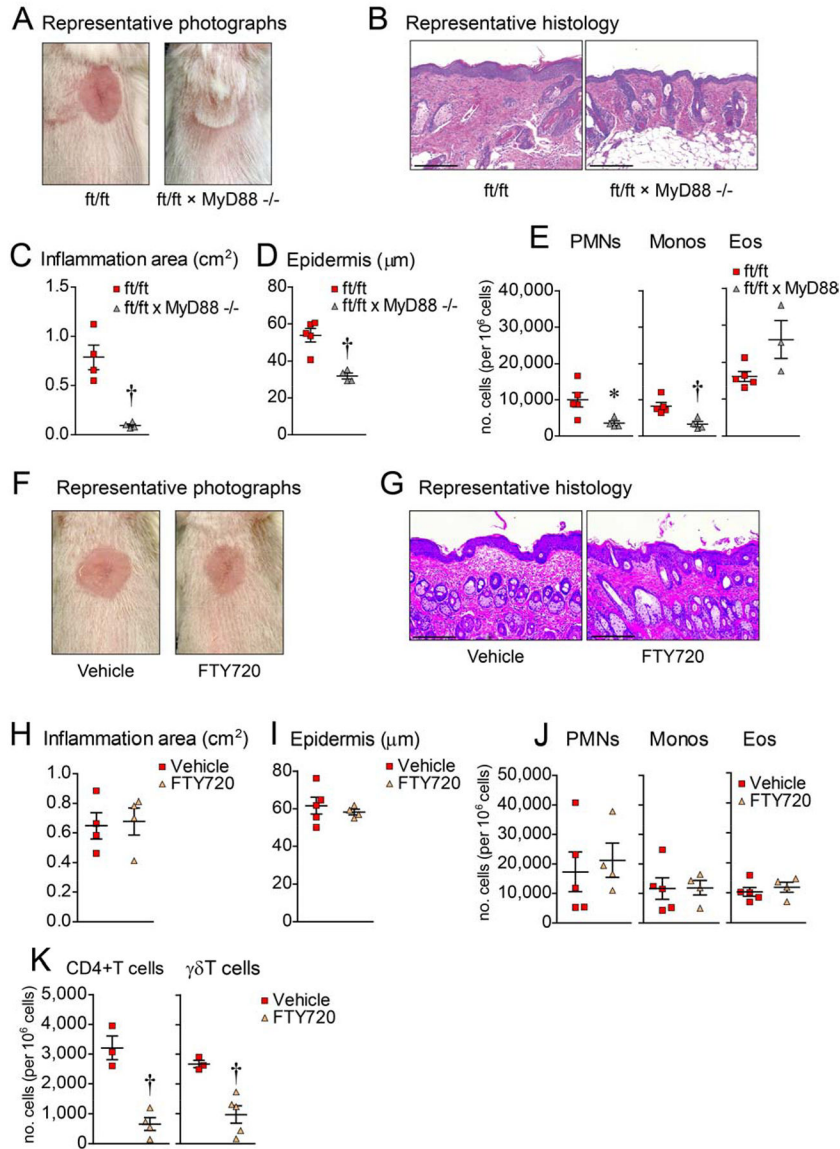 A Representative photographs
B Representative histology
ft/ft
ft/ft × MyD88 -/-
ft/ft
ft/ft × MyD88 -/-
C Inflammation area (cm²)
ft/ft
ft/ft x MyD88 -/-
1.5
1.0
0.5
0.0
†
D Epidermis (µm)
ft/ft
ft/ft x MyD88 -/-
80
60
40
20
0
†
E PMNs Monos Eos
ft/ft
ft/ft x MyD88
no. cells (per 10⁶ cells)
40,000
30,000
20,000
10,000
0
*
†
F Representative photographs
G Representative histology
Vehicle
FTY720
Vehicle
FTY720
H Inflammation area (cm²)
Vehicle
FTY720
1.0
0.8
0.6
0.4
0.2
0.0
I Epidermis (µm)
Vehicle
FTY720
80
60
40
20
0
J PMNs Monos Eos
Vehicle
FTY720
no. cells (per 10⁶ cells)
50,000
40,000
30,000
20,000
10,000
0
K CD4+T cells γδT cells
Vehicle
FTY720
no. cells (per 10⁶ cells)
5,000
4,000
3,000
2,000
1,000
0
†
†